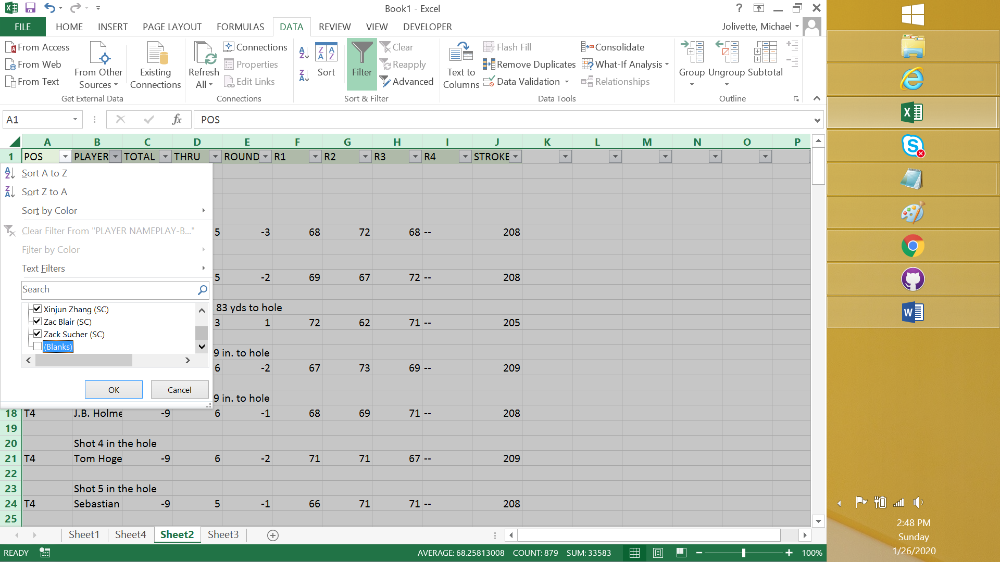 Book1 - Excel
?
FILE HOME INSERT PAGE LAYOUT FORMULAS DATA REVIEW VIEW DEVELOPER Jolivette, Michael
From Access
From Web
From Text
From Other Sources
Existing Connections
Get External Data
Refresh All
Connections
Properties
Edit Links
Connections
Sort
Filter
Clear
Reapply
Advanced
Sort & Filter
Text to Columns
Flash Fill
Remove Duplicates
Data Validation
Consolidate
What-If Analysis
Relationships
Data Tools
Group Ungroup Subtotal
Outline
A1 fx POS
A B C D E F G H I J K L M N O P
1 POS PLAYER TOTAL THRU ROUND R1 R2 R3 R4 STROKE
Sort A to Z
Sort Z to A
Sort by Color
Clear Filter From "PLAYER NAMEPLAY-B..."
Filter by Color
Text Filters
Search
Xinjun Zhang (SC)
Zac Blair (SC)
Zack Sucher (SC)
(Blanks)
OK Cancel
5 -3 68 72 68 -- 208
5 -2 69 67 72 -- 208
83 yds to hole
3 1 72 62 71 -- 205
9 in. to hole
6 -2 67 73 69 -- 209
9 in. to hole
18 T4 J.B. Holme -9 6 -1 68 69 71 -- 208
19
20 Shot 4 in the hole
21 T4 Tom Hoge -9 6 -2 71 71 67 -- 209
22
23 Shot 5 in the hole
24 T4 Sebastian -9 5 -1 66 71 71 -- 208
25
Sheet1 Sheet4 Sheet2 Sheet3
READY AVERAGE: 68.25813008 COUNT: 879 SUM: 33583 100%
2:48 PM
Sunday
1/26/2020